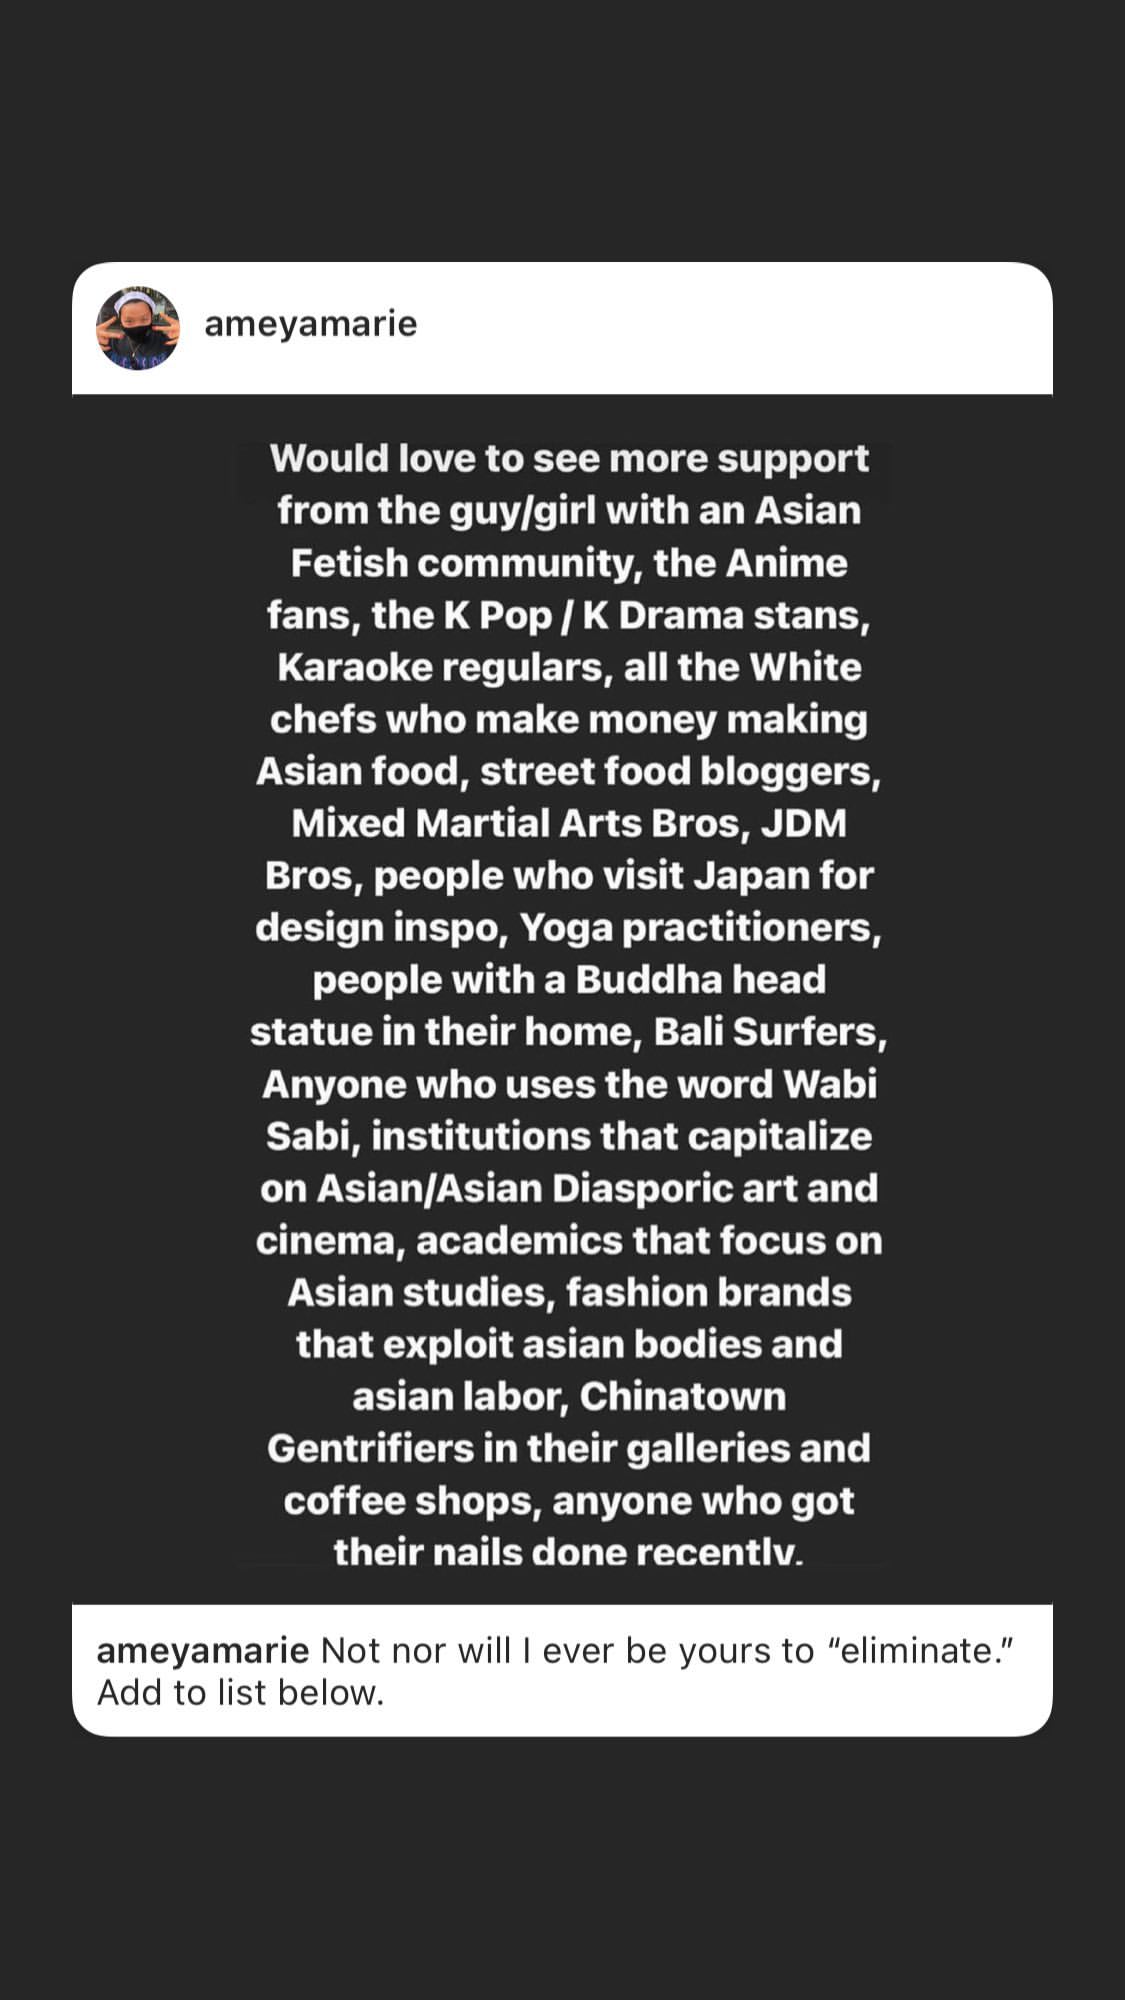 ameyamarie
Would love to see more support
from the guy/girl with an Asian
Fetish community, the Anime
fans, the K Pop / K Drama stans,
Karaoke regulars, all the White
chefs who make money making
Asian food, street food bloggers,
Mixed Martial Arts Bros, JDM
Bros, people who visit Japan for
design inspo, Yoga practitioners,
people with a Buddha head
statue in their home, Bali Surfers,
Anyone who uses the word Wabi
Sabi, institutions that capitalize
on Asian/Asian Diasporic art and
cinema, academics that focus on
Asian studies, fashion brands
that exploit asian bodies and
asian labor, Chinatown
Gentrifiers in their galleries and
coffee shops, anyone who got
their nails done recently.
ameyamarie Not nor will I ever be yours to “eliminate.”
Add to list below.